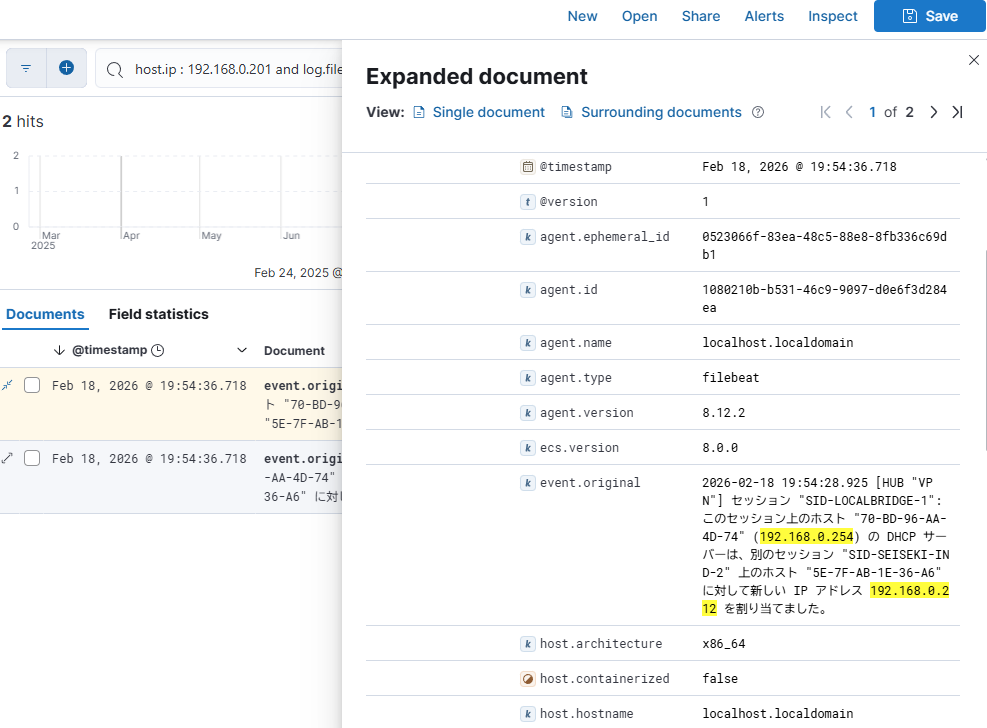 New Open Share Alerts Inspect Save
host.ip : 192.168.0.201 and log.file
2 hits
2
1
0
Mar 2025
Apr
May
Jun
Feb 24, 2025 @
Documents Field statistics
@timestamp Document
Feb 18, 2026 @ 19:54:36.718 event.origi
ト "70-BD-96
"5E-7F-AB-1
Feb 18, 2026 @ 19:54:36.718 event.origi
-AA-4D-74"
36-A6" に対し
Expanded document
View: Single document Surrounding documents 1 of 2
@timestamp Feb 18, 2026 @ 19:54:36.718
t @version 1
k agent.ephemeral_id 0523066f-83ea-48c5-88e8-8fb336c69d
b1
k agent.id 1080210b-b531-46c9-9097-d0e6f3d284
ea
k agent.name localhost.localdomain
k agent.type filebeat
k agent.version 8.12.2
k ecs.version 8.0.0
k event.original 2026-02-18 19:54:28.925 [HUB "VP
N"] セッション "SID-LOCALBRIDGE-1":
このセッション上のホスト "70-BD-96-AA-
4D-74" (192.168.0.254) の DHCP サー
バーは、別のセッション "SID-SEISEKI-IN
D-2" 上のホスト "5E-7F-AB-1E-36-A6"
に対して新しい IP アドレス 192.168.0.2
12 を割り当てました。
k host.architecture x86_64
host.containerized false
k host.hostname localhost.localdomain